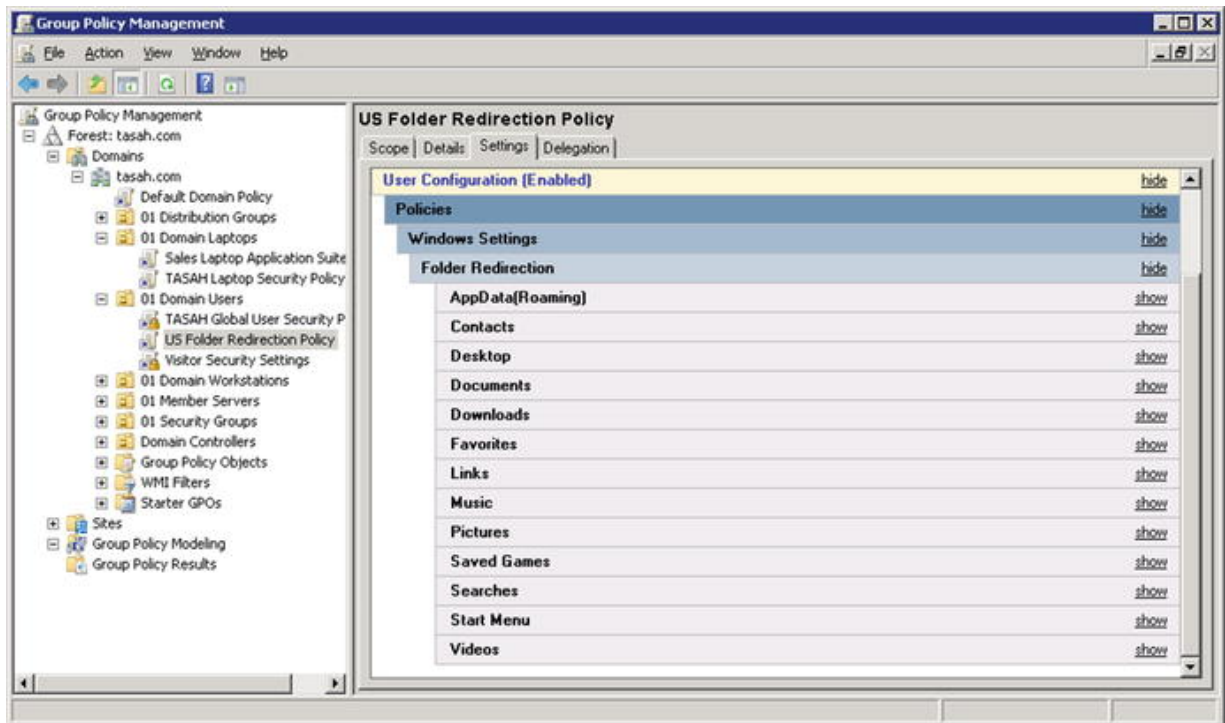 Group Policy Management
File Action View Window Help
Group Policy Management
Forest: tasah.com
Domains
tasah.com
Default Domain Policy
01 Distribution Groups
01 Domain Laptops
Sales Laptop Application Suite
TASAH Laptop Security Policy
01 Domain Users
TASAH Global User Security P
US Folder Redirection Policy
Visitor Security Settings
01 Domain Workstations
01 Member Servers
01 Security Groups
Domain Controllers
Group Policy Objects
WMI Filters
Starter GPOs
Sites
Group Policy Modeling
Group Policy Results
US Folder Redirection Policy
Scope Details Settings Delegation
User Configuration (Enabled) hide
Policies hide
Windows Settings hide
Folder Redirection hide
AppData(Roaming) show
Contacts show
Desktop show
Documents show
Downloads show
Favorites show
Links show
Music show
Pictures show
Saved Games show
Searches show
Start Menu show
Videos show